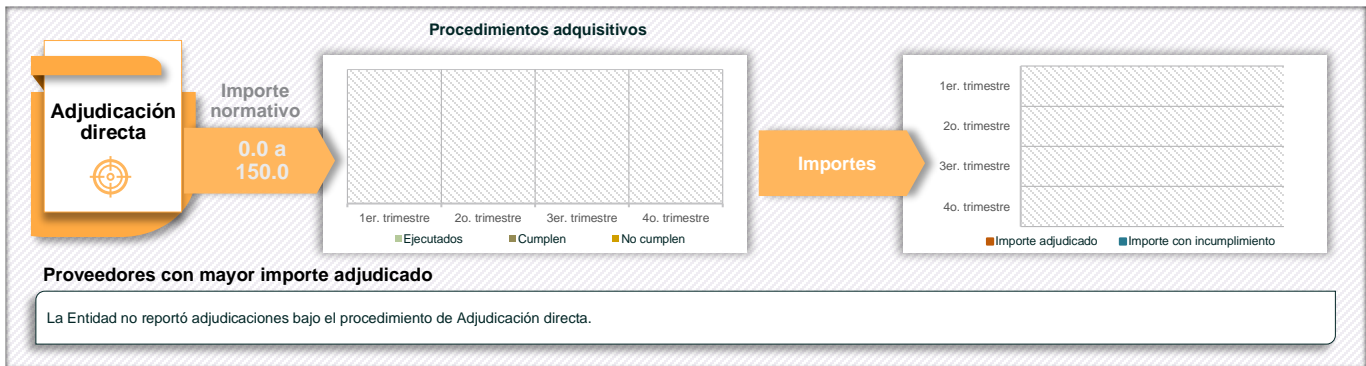 Procedimientos adquisitivos
Adjudicación
directa
Importe
normativo
0.0 a
150.0
1er. trimestre 2o. trimestre 3er. trimestre 4o. trimestre
Ejecutados Cumplen No cumplen
Importes
1er. trimestre
2o. trimestre
3er. trimestre
4o. trimestre
Importe adjudicado Importe con incumplimiento
Proveedores con mayor importe adjudicado
La Entidad no reportó adjudicaciones bajo el procedimiento de Adjudicación directa.